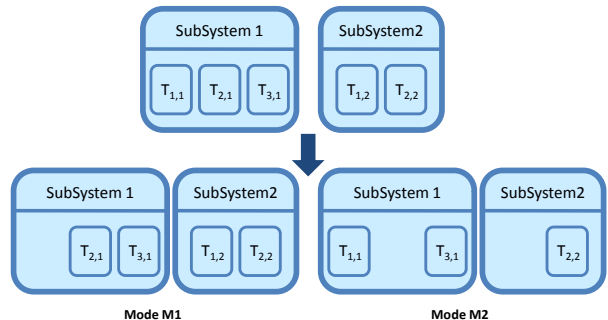 SubSystem 1 SubSystem2
T1,1 T2,1 T3,1 T1,2 T2,2
SubSystem 1 SubSystem2 SubSystem 1 SubSystem2
T2,1 T3,1 T1,2 T2,2 T1,1 T3,1 T2,2
Mode M1 Mode M2